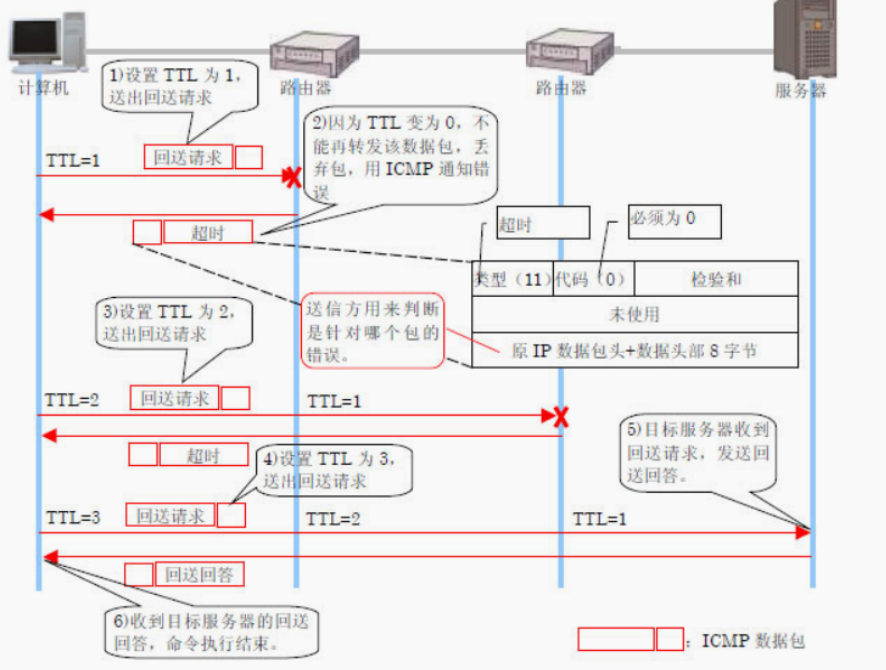 计算机
路由器
路由器
服务器
1)设置 TTL 为 1，
送出回送请求
TTL=1
回送请求
2)因为 TTL 变为 0，不
能再转发该数据包，丢
弃包，用 ICMP 通知错
误
超时
超时
必须为 0
类型（11）
代码（0）
检验和
未使用
原 IP 数据包头+数据头部 8 字节
送信方用来判断
是针对哪个包的
错误。
3)设置 TTL 为 2，
送出回送请求
TTL=2
回送请求
TTL=1
超时
4)设置 TTL 为 3，
送出回送请求
5)目标服务器收到
回送请求，发送回
送回答。
TTL=3
回送请求
TTL=2
TTL=1
回送回答
6)收到目标服务器的回送
回答，命令执行结束。
：ICMP 数据包